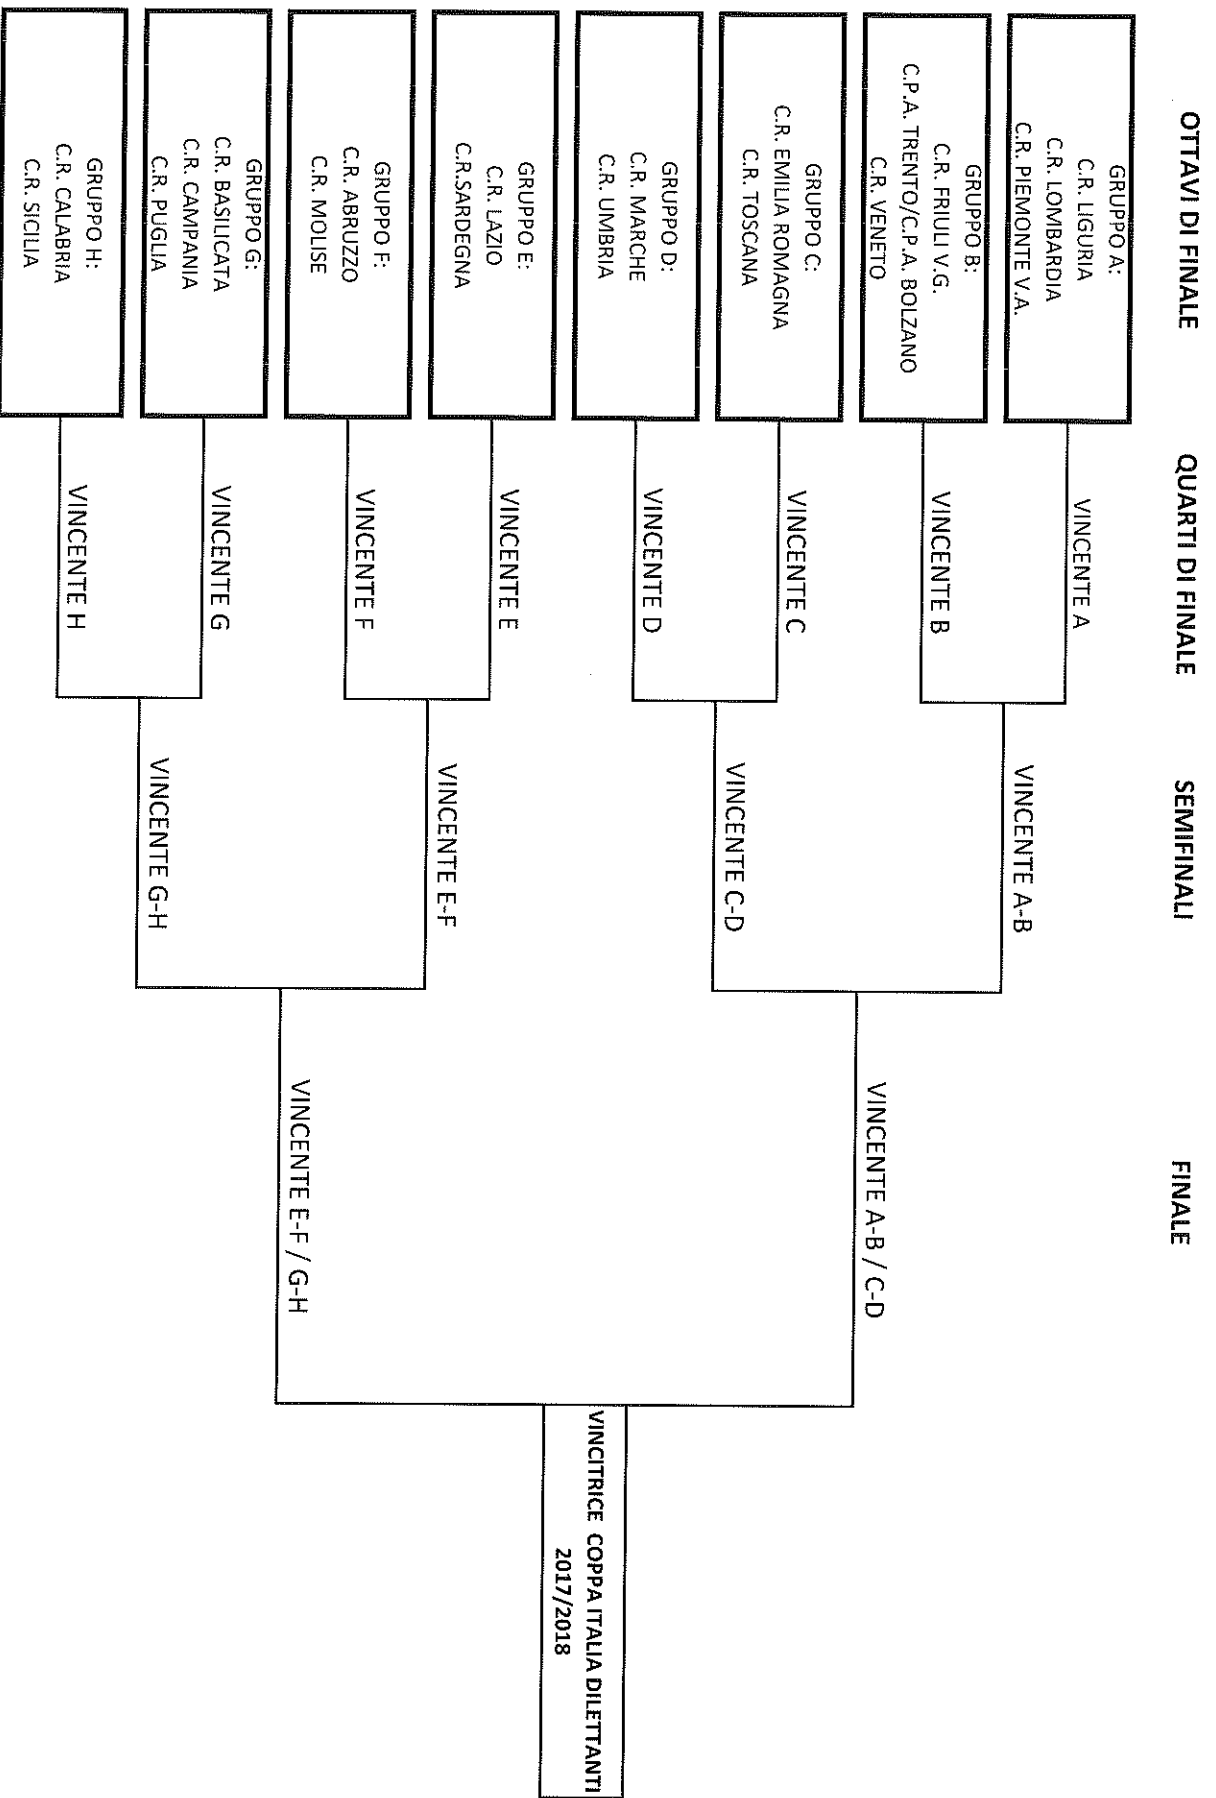 OTTAVI DI FINALE
QUARTI DI FINALE
SEMIFINALI
FINALE
GRUPPO A:
C.R. LIGURIA
C.R. LOMBARDIA
C.R. PIEMONTE V.A.
GRUPPO B:
C.R. FRIULI V.G.
C.P.A. TRENTO/C.P.A. BOLZANO
C.R. VENETO
GRUPPO C:
C.R. EMILIA ROMAGNA
C.R. TOSCANA
GRUPPO D:
C.R. MARCHE
C.R. UMBRIA
GRUPPO E:
C.R. LAZIO
C.R.SARDEGNA
GRUPPO F:
C.R. ABRUZZO
C.R. MOLISE
GRUPPO G:
C.R. BASILICATA
C.R. CAMPANIA
C.R. PUGLIA
GRUPPO H:
C.R. CALABRIA
C.R. SICILIA
VINCENTE A
VINCENTE B
VINCENTE C
VINCENTE D
VINCENTE E
VINCENTE F
VINCENTE G
VINCENTE H
VINCENTE A-B
VINCENTE C-D
VINCENTE E-F
VINCENTE G-H
VINCENTE A-B / C-D
VINCENTE E-F / G-H
VINCITRICE COPPA ITALIA DILETTANTI
2017/2018